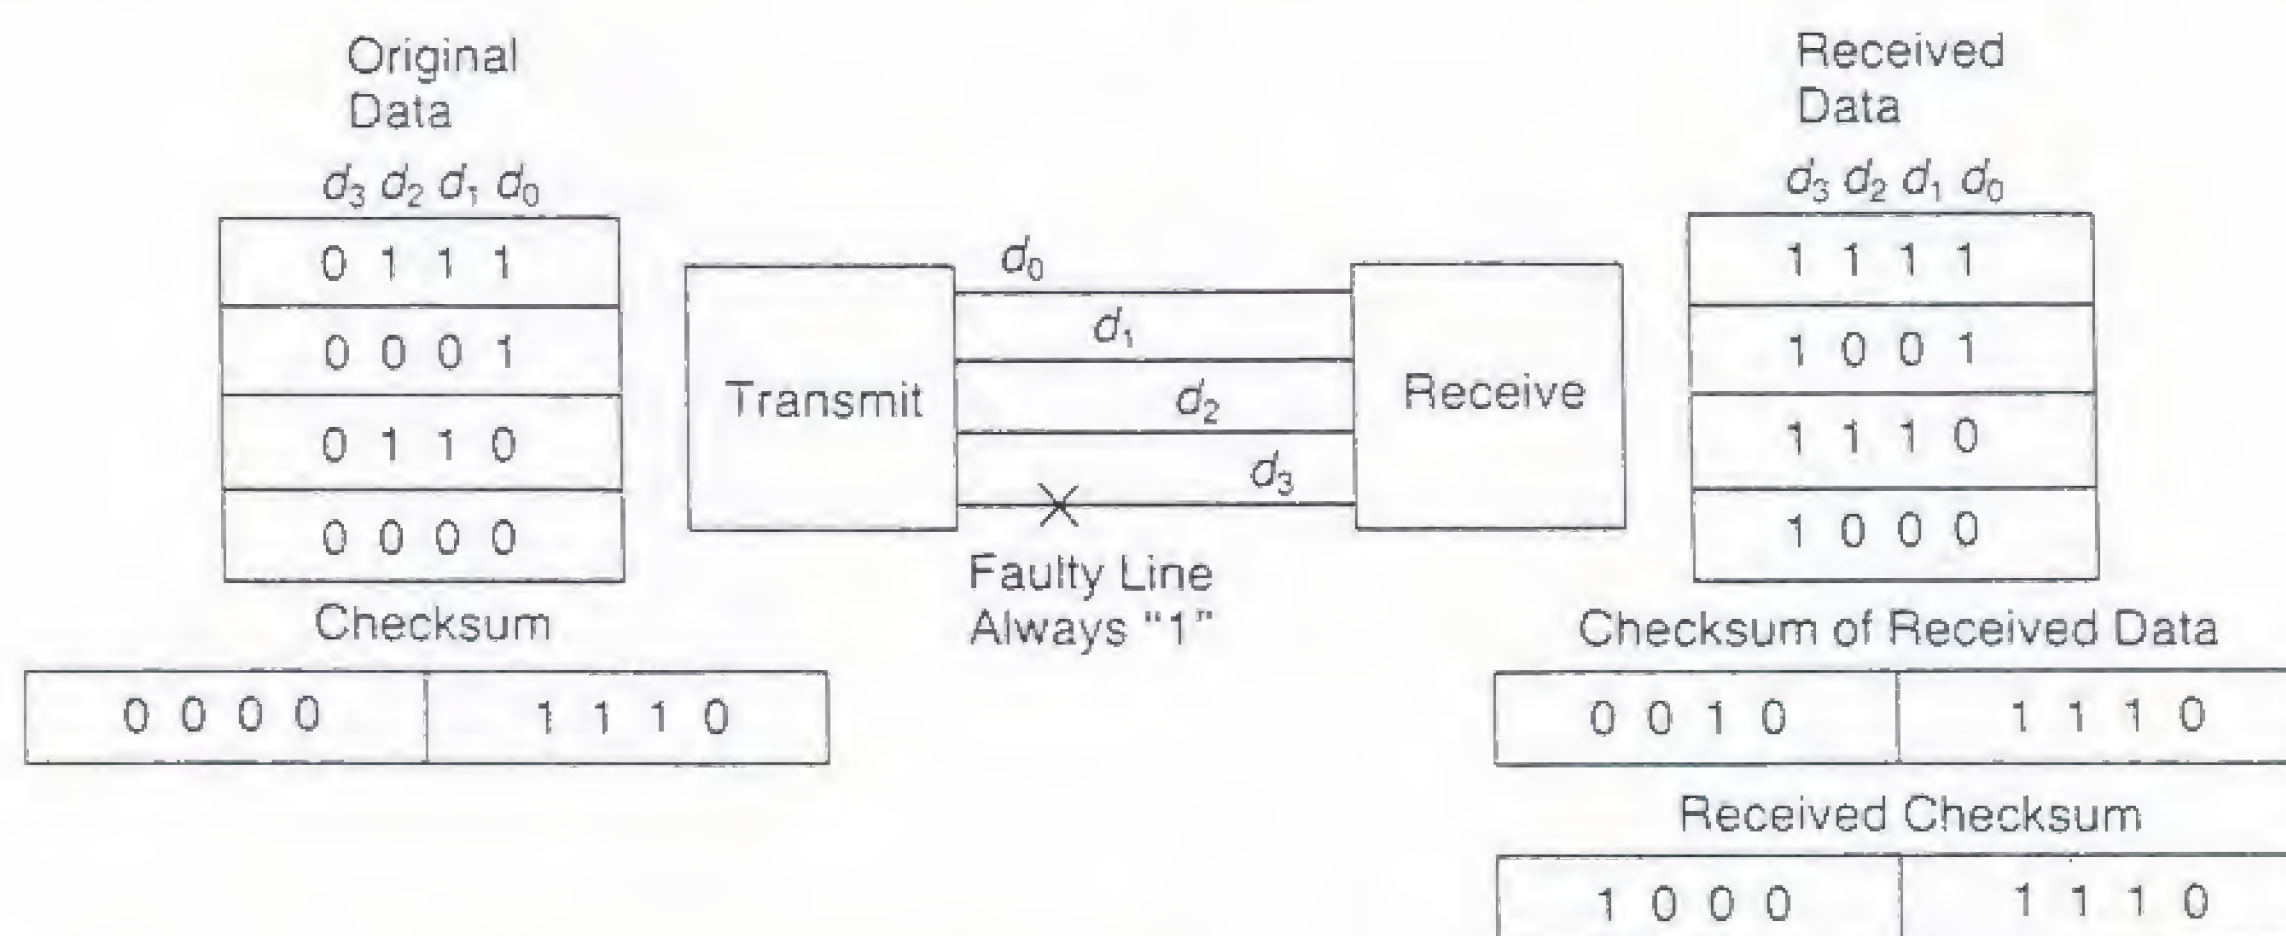 Original
Data
d3 d2 d1 d0
0 1 1 1
0 0 0 1
0 1 1 0
0 0 0 0
Checksum
0 0 0 0 1 1 1 0
Transmit
d0
d1
d2
d3
Faulty Line
Always "1"
Receive
Received
Data
d3 d2 d1 d0
1 1 1 1
1 0 0 1
1 1 1 0
1 0 0 0
Checksum of Received Data
0 0 1 0 1 1 1 0
Received Checksum
1 0 0 0 1 1 1 0